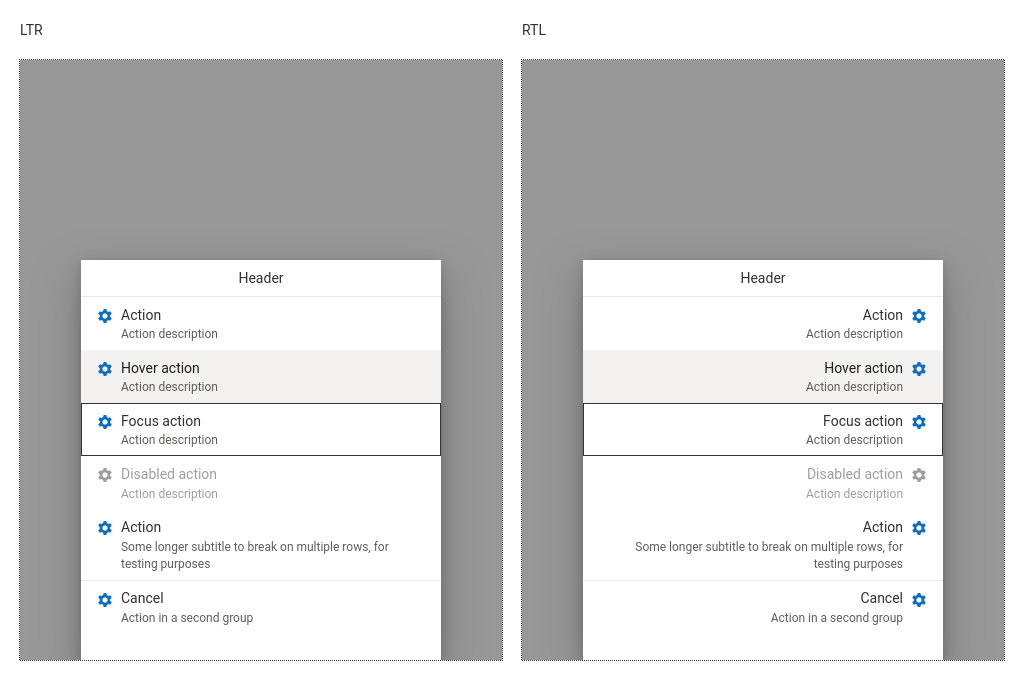 LTR
Header
Action
Action description
Hover action
Action description
Focus action
Action description
Disabled action
Action description
Action
Some longer subtitle to break on multiple rows, for
testing purposes
Cancel
Action in a second group
RTL
Header
Action
Action description
Hover action
Action description
Focus action
Action description
Disabled action
Action description
Action
Some longer subtitle to break on multiple rows, for
testing purposes
Cancel
Action in a second group